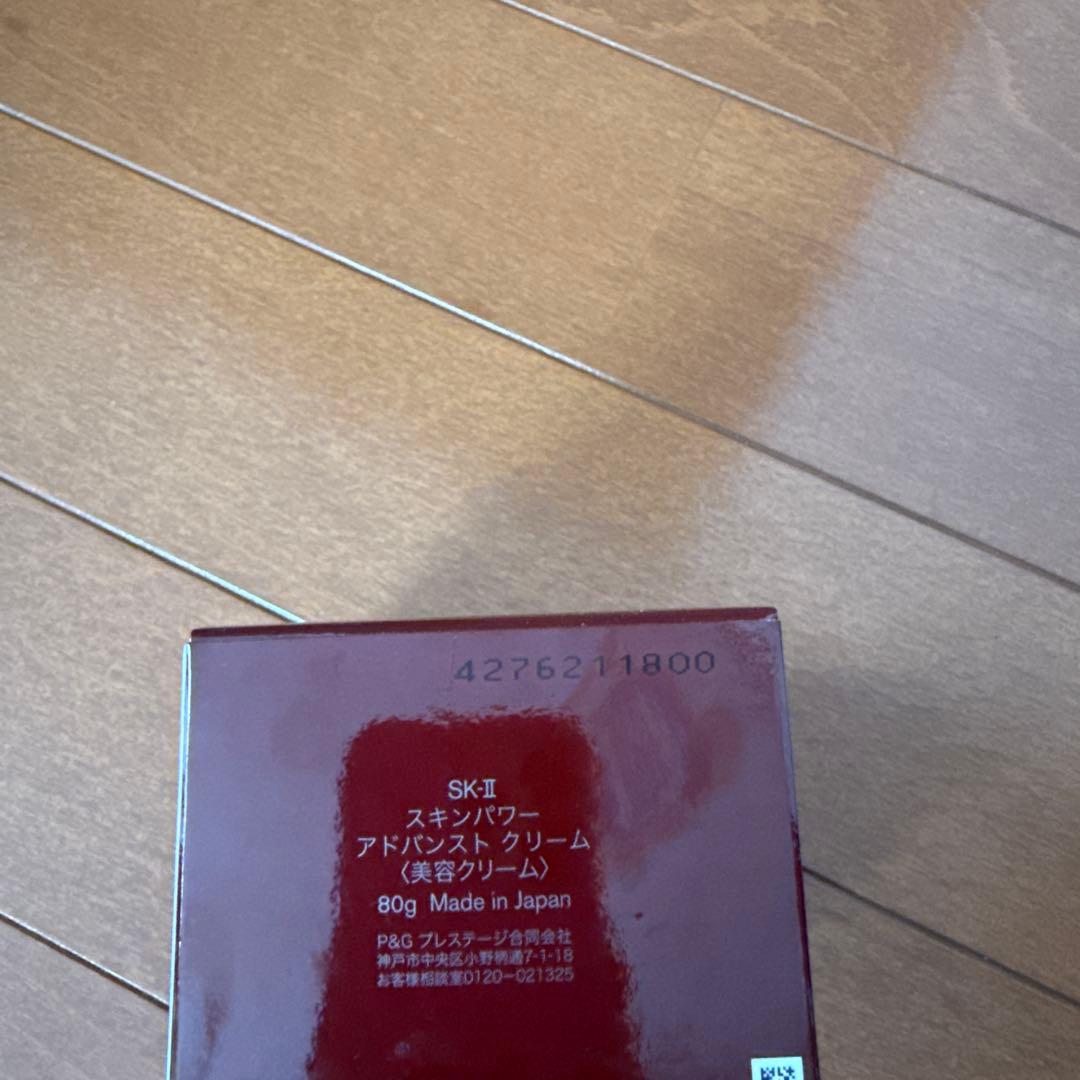 4276211800
SK-Ⅱ
スキンパワー
アドバンスト クリーム
〈美容クリーム〉
80g Made in Japan
P&G プレステージ合同会社
神戸市中央区小野柄通7-1-18
お客様相談室0120-021325